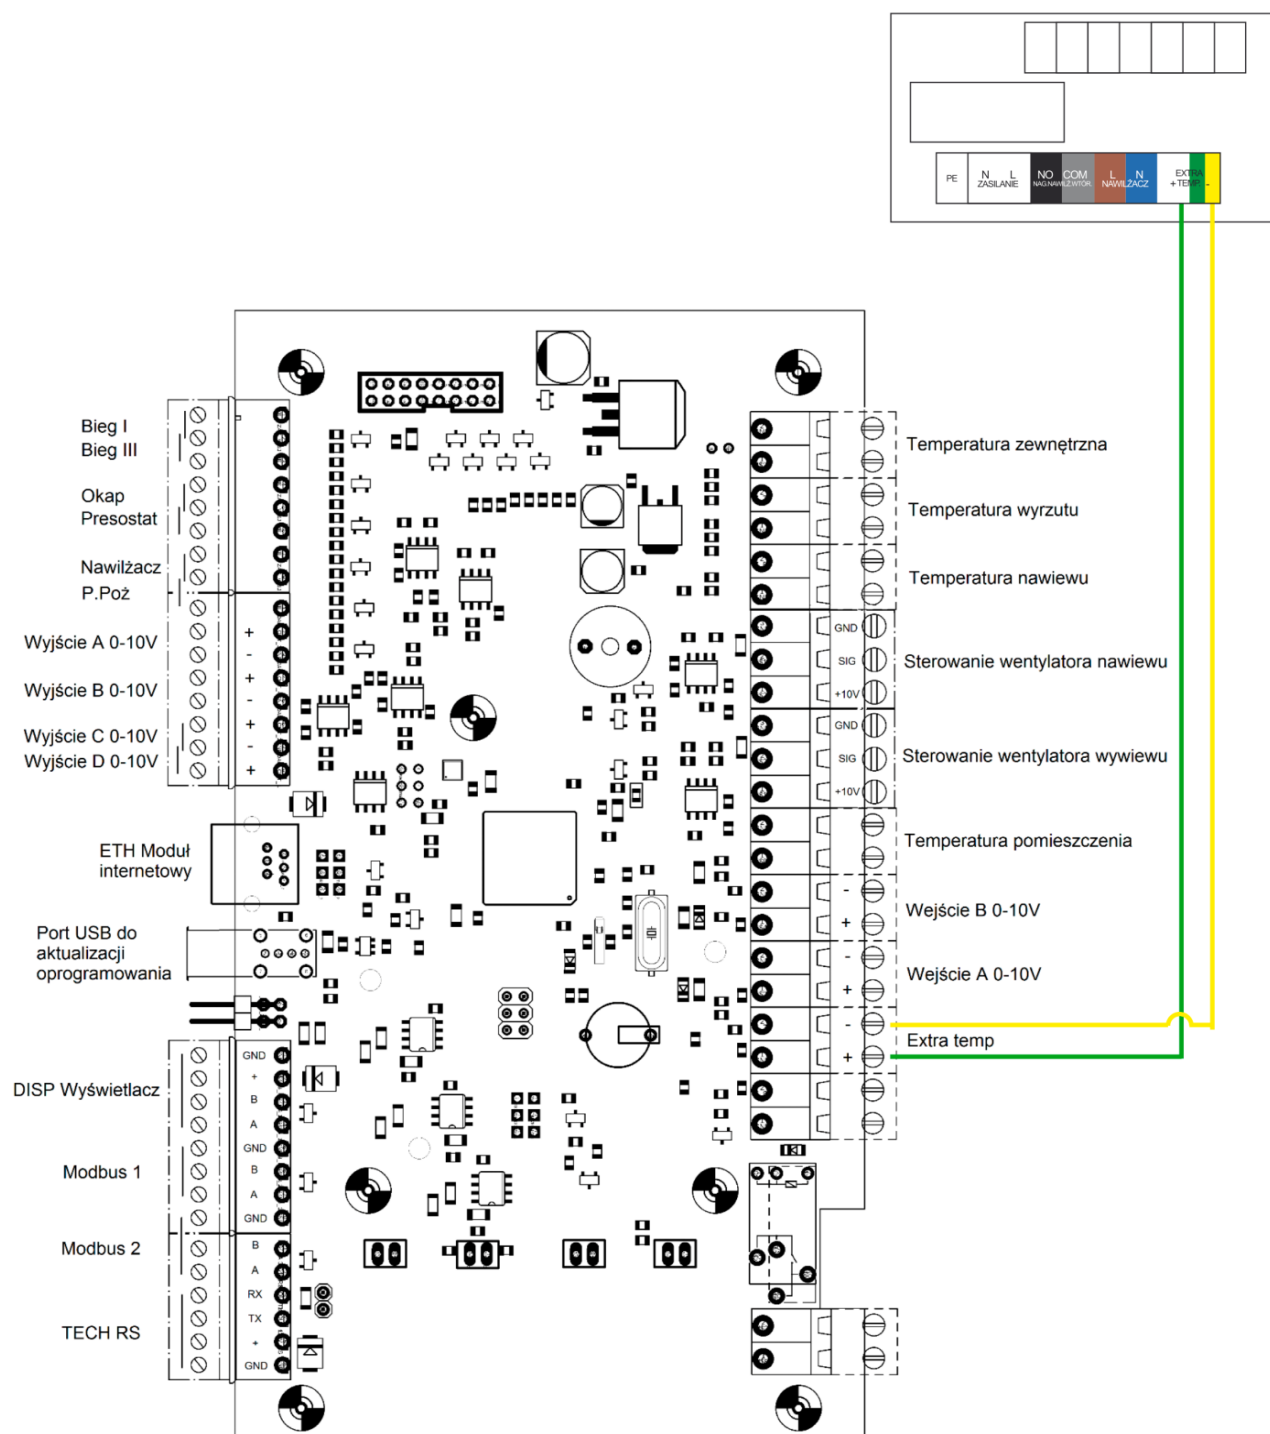 PE
N L
ZASILANIE
NO COM
NAG.NAWILŻ.WTÓR.
L N
NAWILŻACZ
EXTRA
+ TEMP. -
Bieg I
Bieg III
Okap
Presostat
Nawilżacz
P.Poż
Wyjście A 0-10V
+
-
Wyjście B 0-10V
+
-
Wyjście C 0-10V
+
-
Wyjście D 0-10V
+
ETH Moduł
internetowy
Port USB do
aktualizacji
oprogramowania
DISP Wyświetlacz
GND
+
B
A
Modbus 1
GND
B
A
Modbus 2
GND
B
A
TECH RS
RX
TX
+
GND
Temperatura zewnętrzna
Temperatura wyrzutu
Temperatura nawiewu
GND
SIG
+10V
Sterowanie wentylatora nawiewu
GND
SIG
+10V
Sterowanie wentylatora wywiewu
Temperatura pomieszczenia
-
+
Wejście B 0-10V
-
+
Wejście A 0-10V
-
+
Extra temp